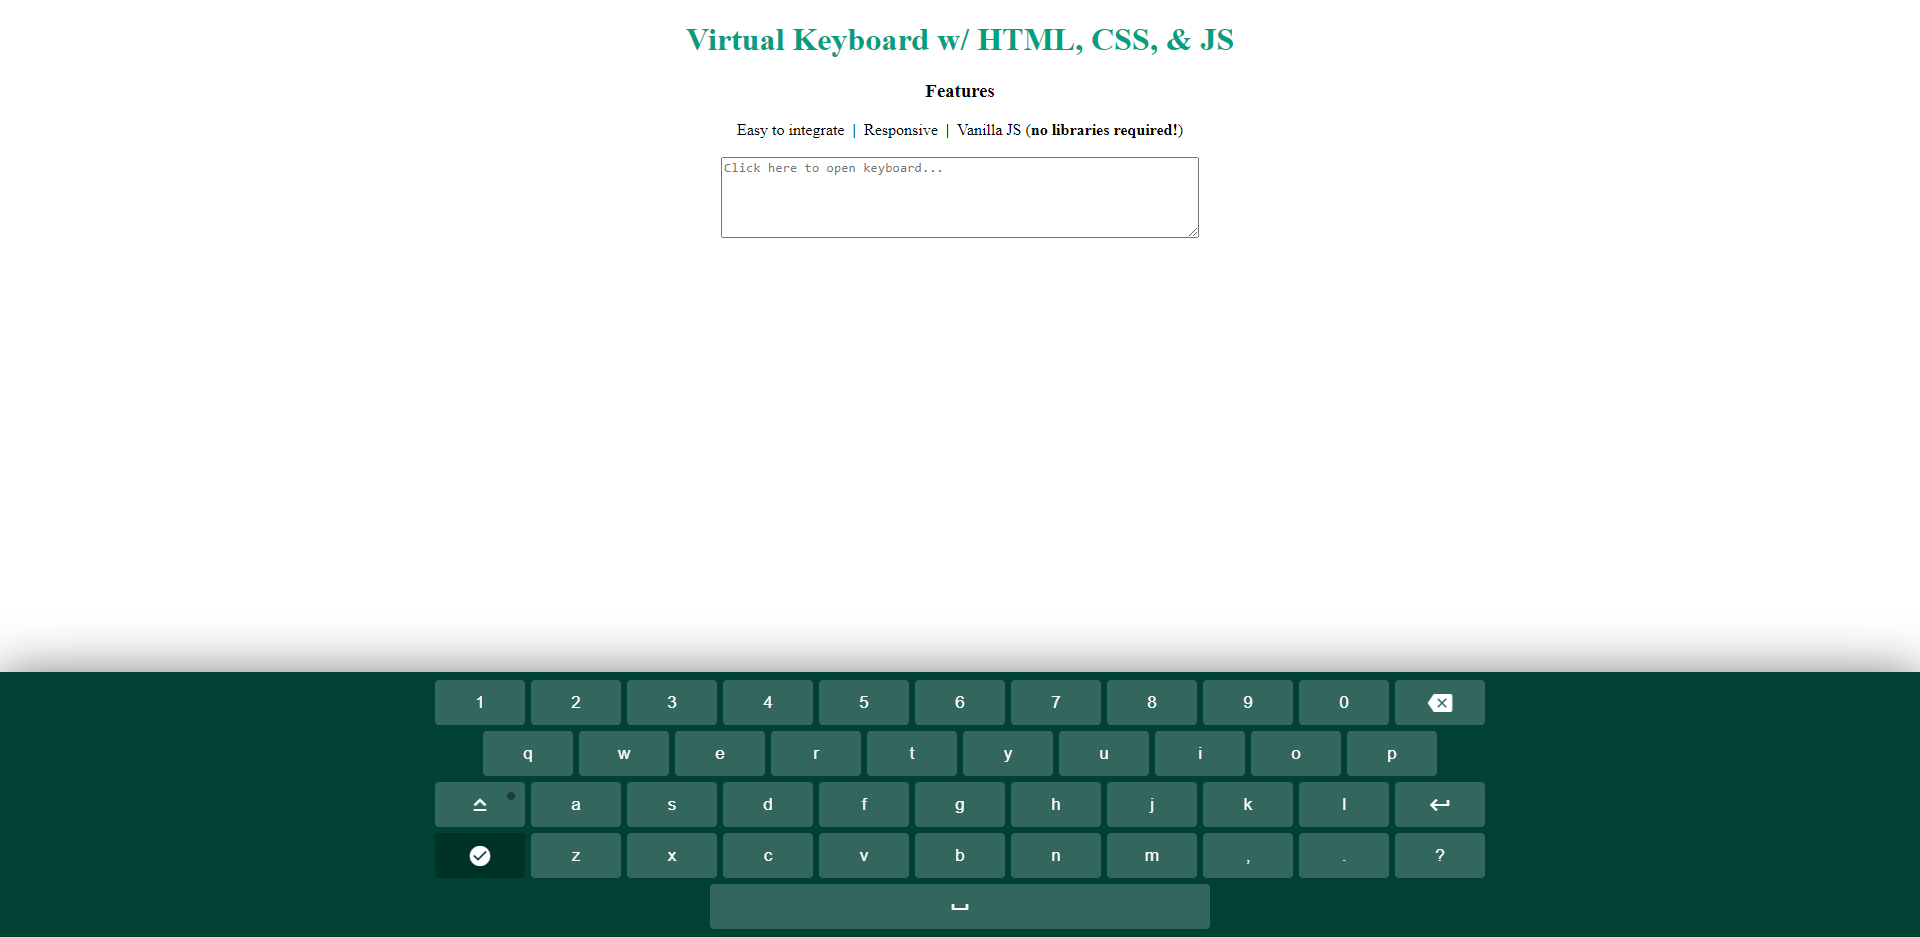 Virtual Keyboard w/ HTML, CSS, & JS
Features
Easy to integrate | Responsive | Vanilla JS (no libraries required!)
Click here to open keyboard...
1 2 3 4 5 6 7 8 9 0
q w e r t y u i o p
a s d f g h j k l
z x c v b n m , . ?